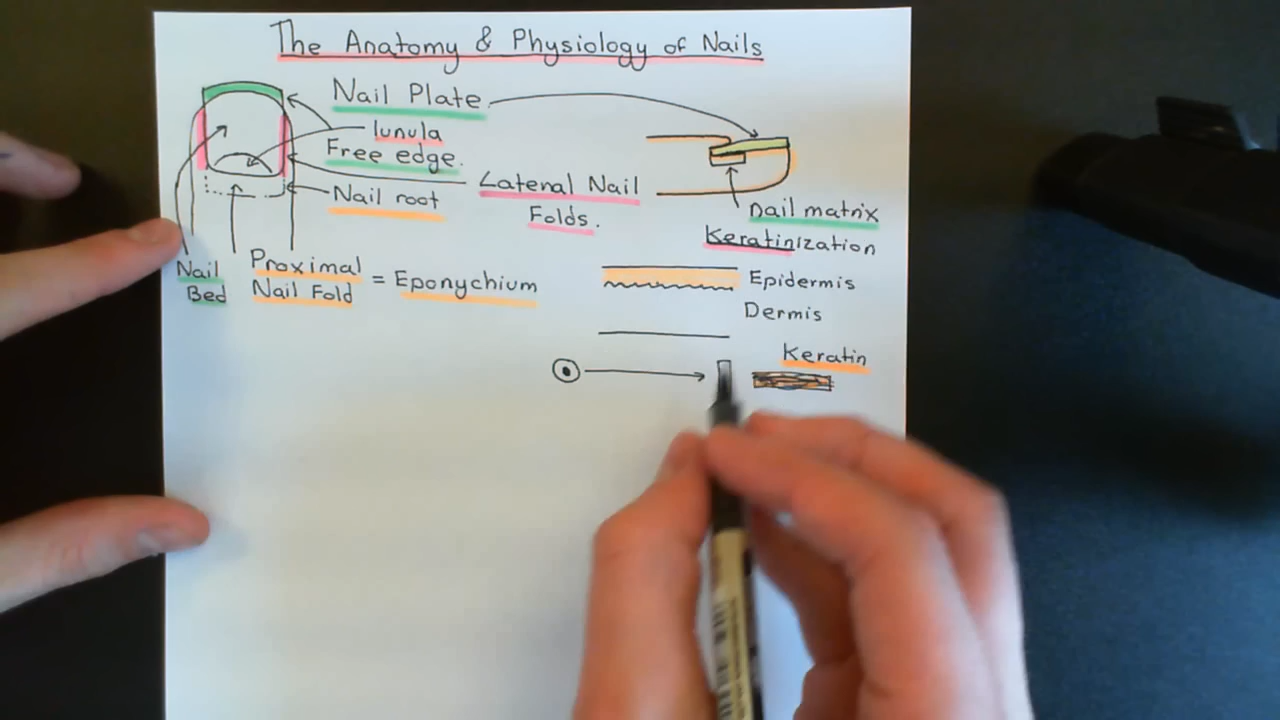 The Anatomy & Physiology of Nails
Nail Plate
lunula
Free edge.
Nail root
Lateral Nail
Folds.
Nail
Bed
Proximal
Nail Fold
= Eponychium
Nail matrix
Keratinization
Epidermis
Dermis
Keratin